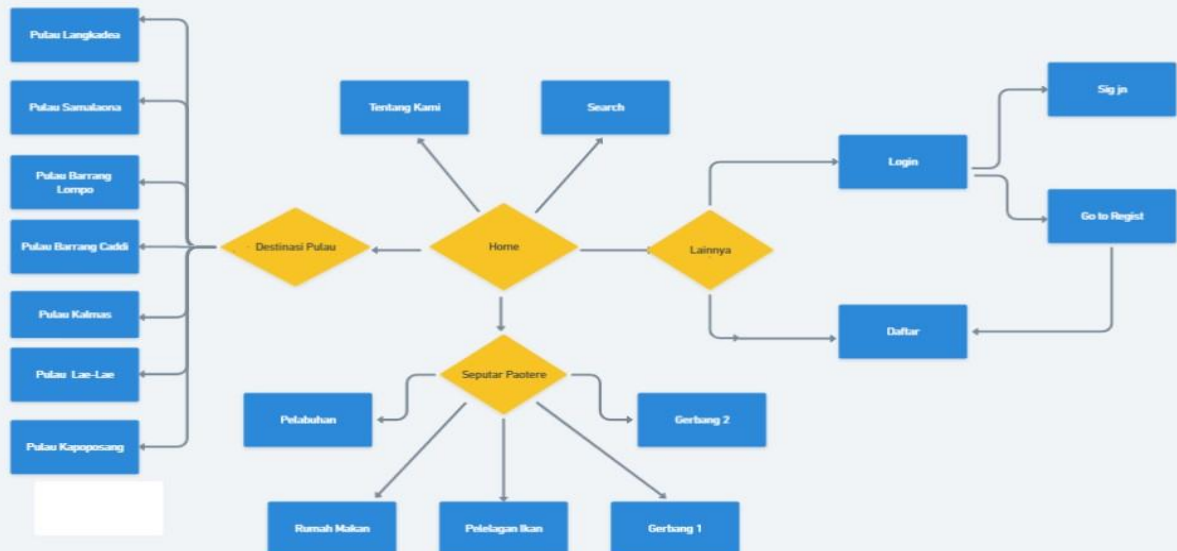 Pulau Langkadea
Pulau Samalaona
Pulau Barrang
Lompo
Pulau Barrang Caddi
Pulau Kalmas
Pulau Lae-Lae
Pulau Kapoposang
Destinasi Pulau
Tentang Kami
Search
Home
Lainnya
Login
Sig jn
Go to Regist
Daftar
Seputar Paotere
Pelabuhan
Gerbang 2
Rumah Makan
Pelelagan Ikan
Gerbang 1